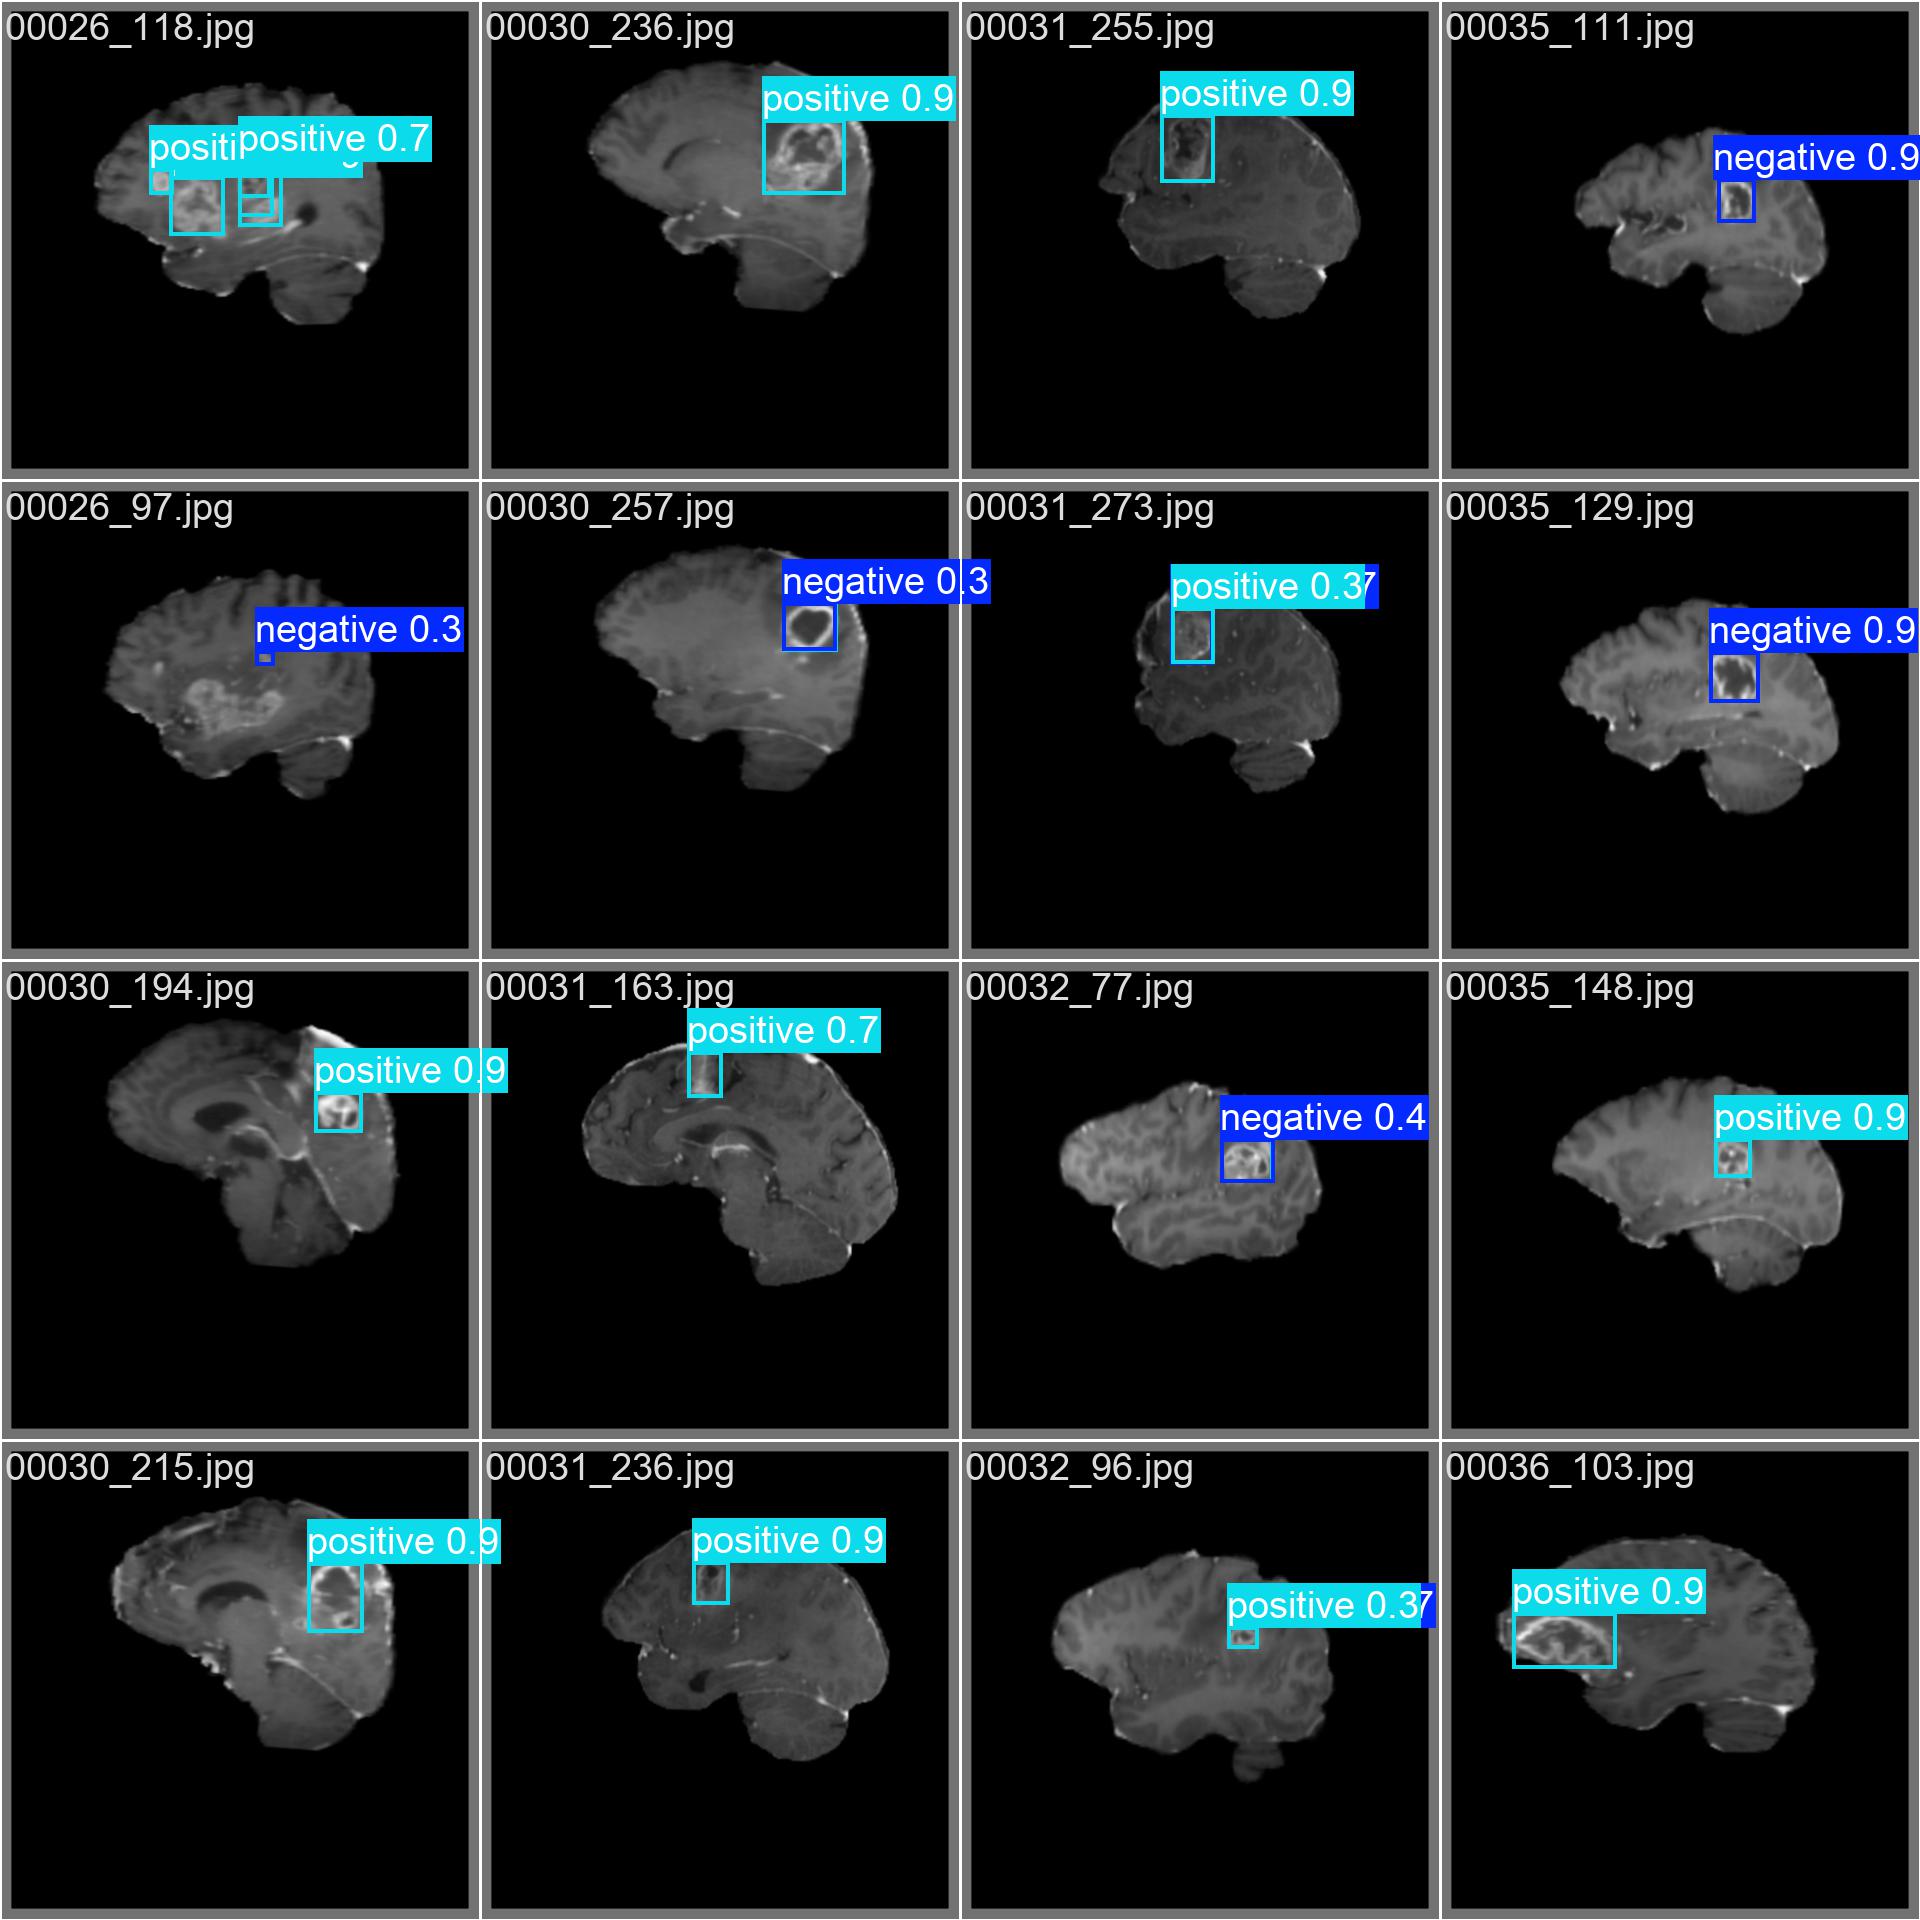 00026_118.jpg
00030_236.jpg
00031_255.jpg
00035_111.jpg
positive 0.9
positive 0.9
positive 0.7
negative 0.9
00026_97.jpg
00030_257.jpg
00031_273.jpg
00035_129.jpg
negative 0.3
positive 0.3
negative 0.3
negative 0.9
00030_194.jpg
00031_163.jpg
00032_77.jpg
00035_148.jpg
positive 0.7
positive 0.9
negative 0.4
positive 0.9
00030_215.jpg
00031_236.jpg
00032_96.jpg
00036_103.jpg
positive 0.9
positive 0.9
positive 0.3
positive 0.9